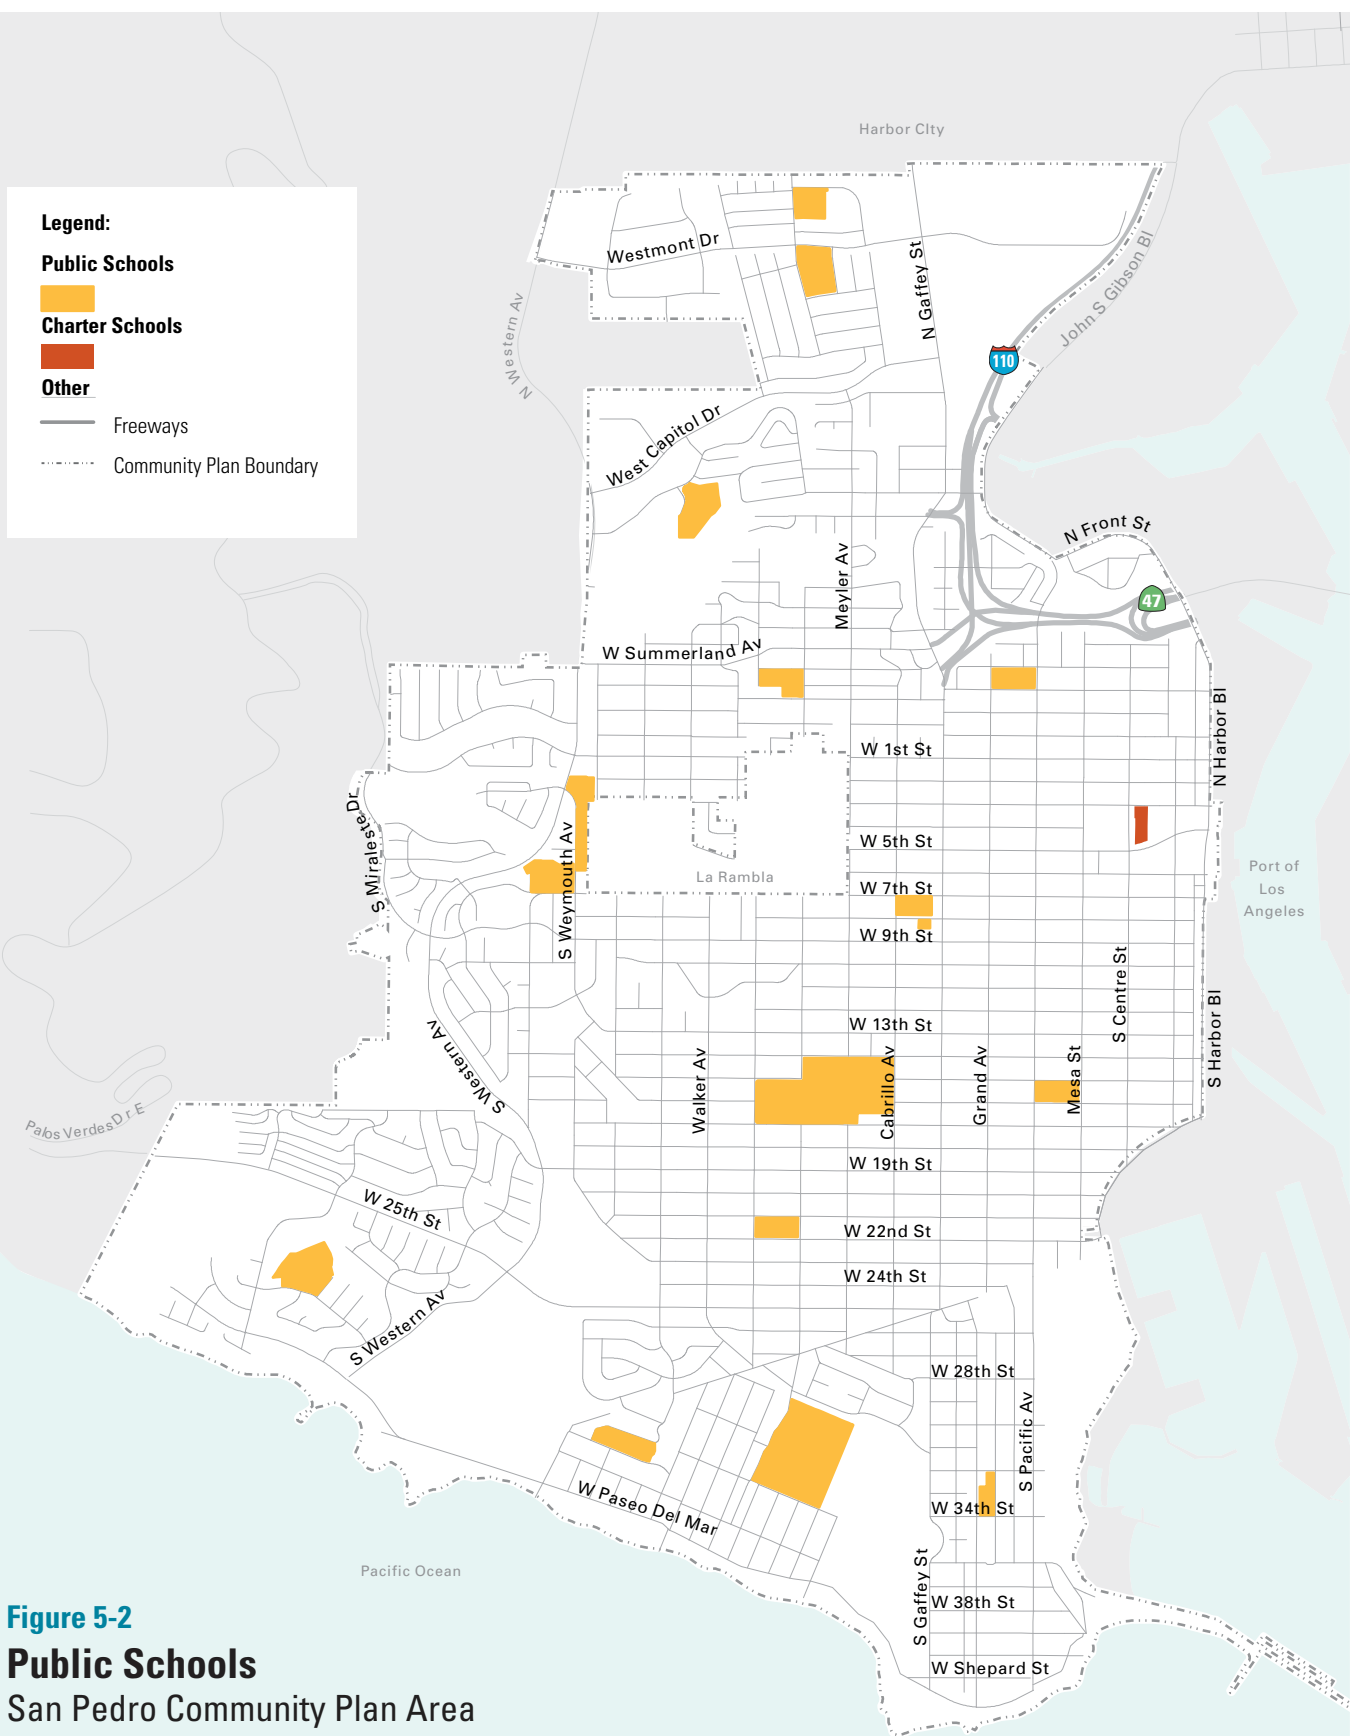 Harbor CIty
Legend:
Public Schools
Charter Schools
Other
Freeways
Community Plan Boundary
Westmont Dr
N Gaffey St
John S Gibson Bl
N Western Av
110
West Capitol Dr
N Front St
Meyler Av
47
W Summerland Av
N Harbor Bl
W 1st St
S Miraleste Dr
W 5th St
S Weymouth Av
La Rambla
W 7th St
Port of
Los
Angeles
W 9th St
S Centre St
S Harbor Bl
W 13th St
S Western Av
Walker Av
Cabrillo Av
Grand Av
Mesa St
Palos Verdes Dr E
W 19th St
W 25th St
W 22nd St
W 24th St
S Western Av
W 28th St
S Pacific Av
W Paseo Del Mar
W 34th St
Pacific Ocean
S Gaffey St
W 38th St
W Shepard St
Figure 5-2
Public Schools
San Pedro Community Plan Area